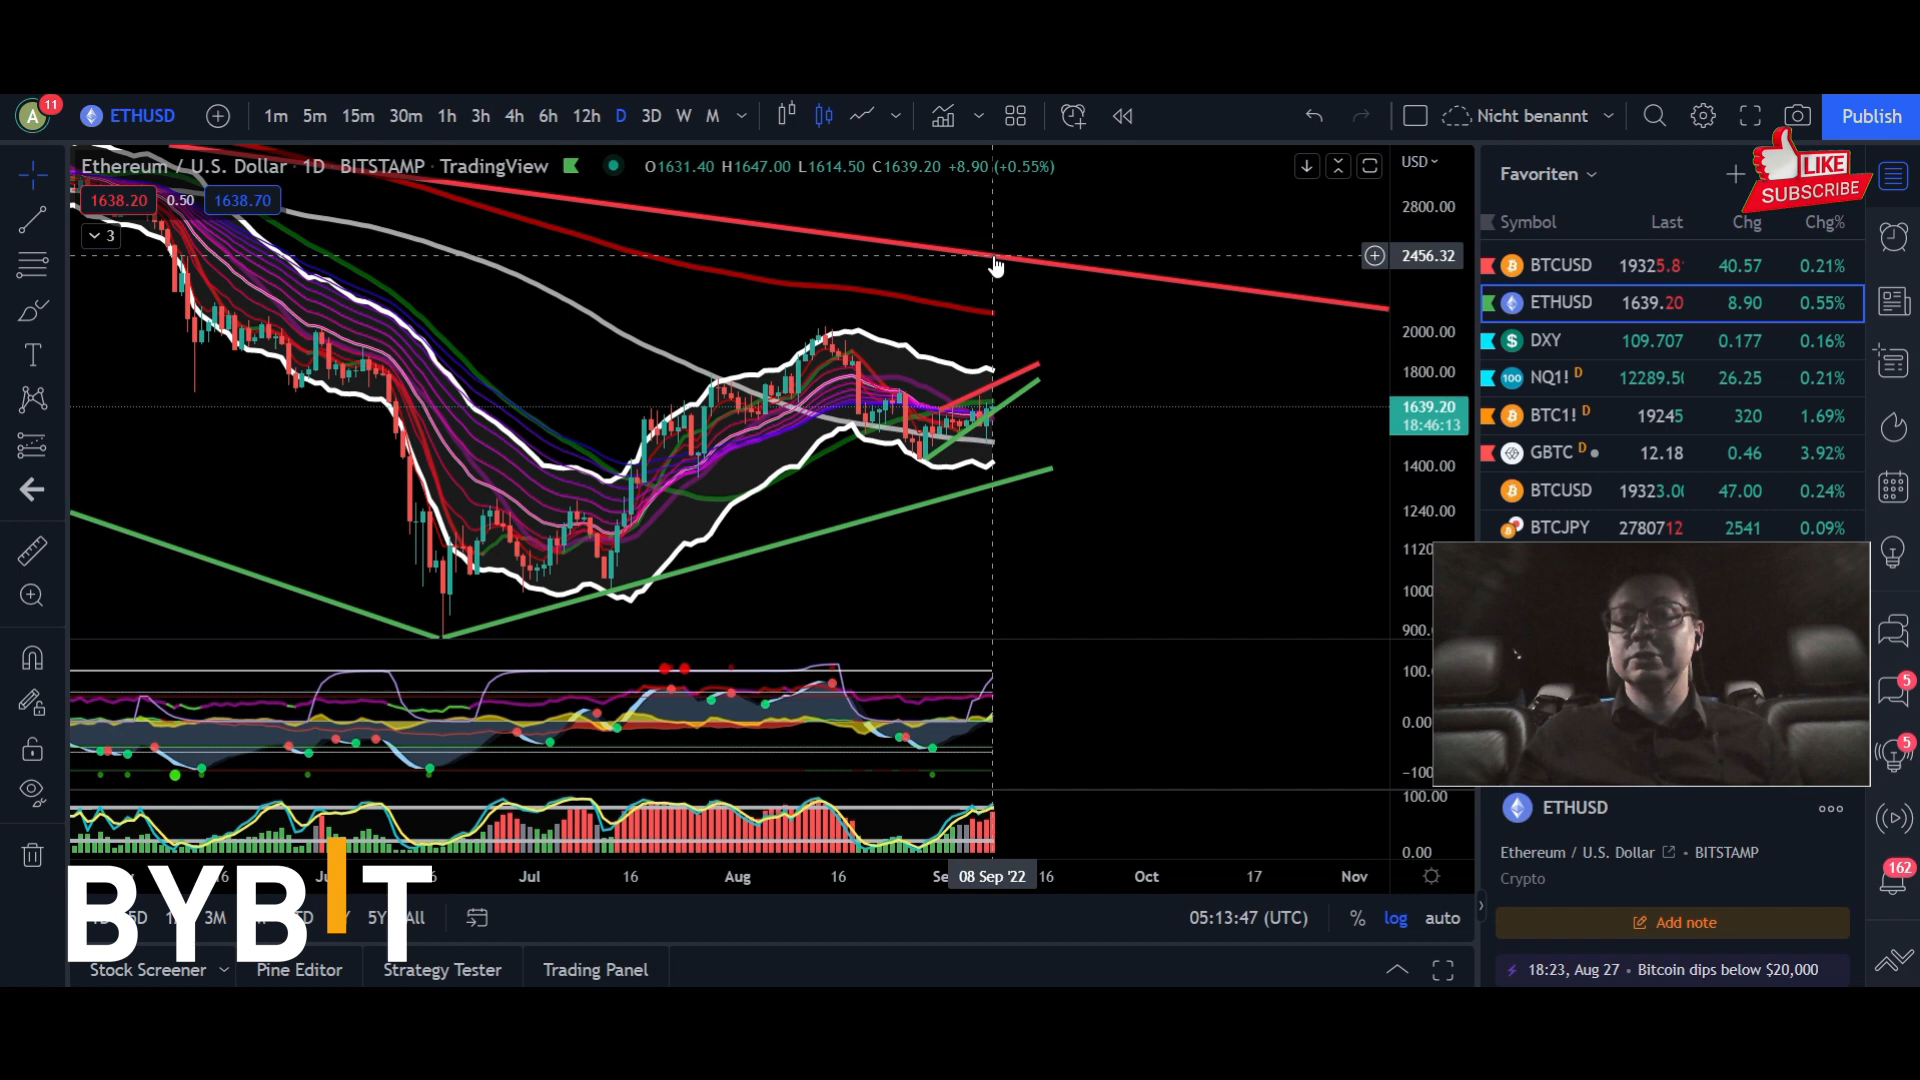 A 11 ETHUSD 1m 5m 15m 30m 1h 3h 4h 6h 12h D 3D W M Nicht benannt Publish
Ethereum / U.S. Dollar · 1D · BITSTAMP · TradingView O1631.40 H1647.00 L1614.50 C1639.20 +8.90 (+0.55%)
1638.20 0.50 1638.70
3
USD
2800.00
2456.32
2000.00
1800.00
1639.20
18:46:13
1400.00
1240.00
900.
100.
0.00
100.00
0.00
Jul 16 Aug 16 08 Sep '22 16 Oct 17 Nov
3M 5Y All
05:13:47 (UTC) % log auto
BYBIT
Stock Screener Pine Editor Strategy Tester Trading Panel
Favoriten
LIKE
SUBSCRIBE
Symbol Last Chg Chg%
BTCUSD 19325.8 40.57 0.21%
ETHUSD 1639.20 8.90 0.55%
DXY 109.707 0.177 0.16%
100 NQ1! D 12289.50 26.25 0.21%
BTC1! D 19245 320 1.69%
GBTC D 12.18 0.46 3.92%
BTCUSD 19323.00 47.00 0.24%
BTCJPY 2780712 2541 0.09%
5
5
162
ETHUSD
Ethereum / U.S. Dollar · BITSTAMP
Crypto
Add note
18:23, Aug 27 · Bitcoin dips below $20,000